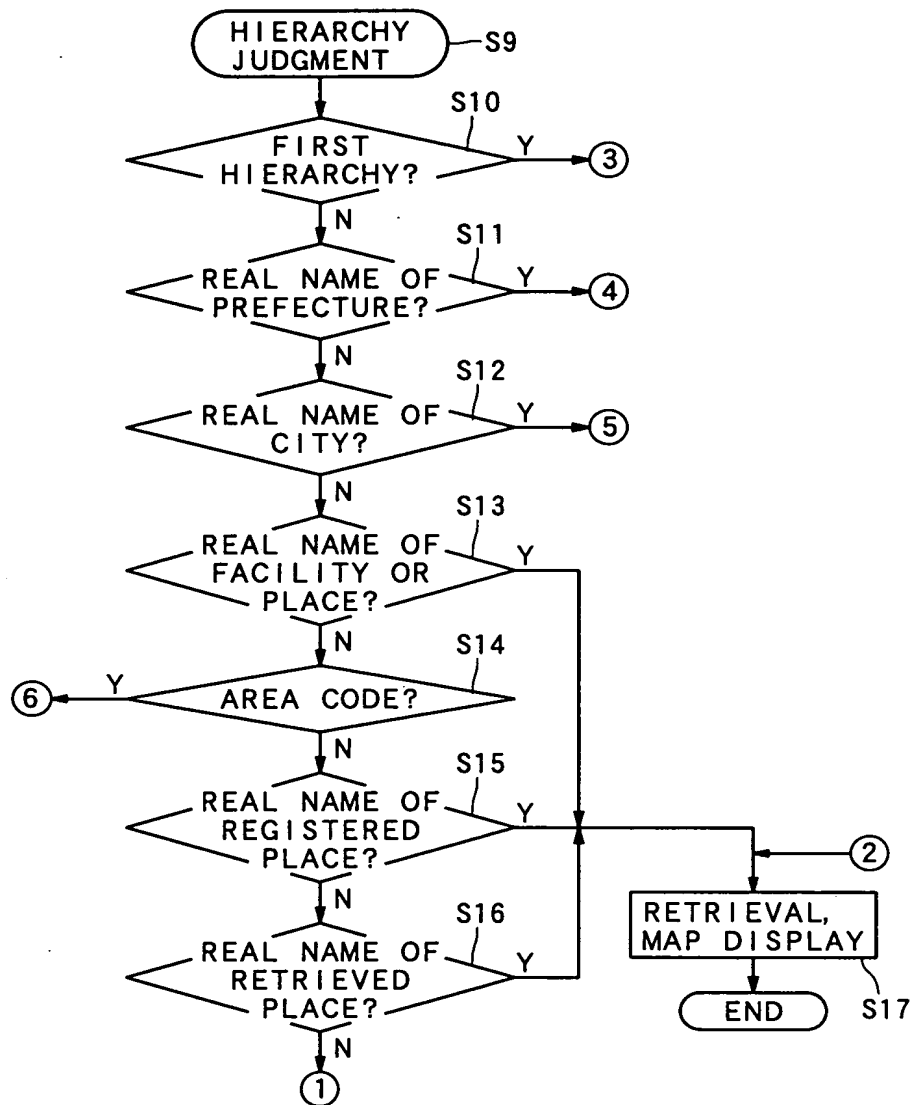 HIERARCHY
JUDGMENT
S9
S10
FIRST
HIERARCHY?
Y
3
N
S11
REAL NAME OF
PREFECTURE?
Y
4
N
S12
REAL NAME OF
CITY?
Y
5
N
S13
REAL NAME OF
FACILITY OR
PLACE?
Y
N
S14
6
Y
AREA CODE?
N
S15
REAL NAME OF
REGISTERED
PLACE?
Y
2
N
S16
REAL NAME OF
RETRIEVED
PLACE?
Y
RETRIEVAL,
MAP DISPLAY
S17
END
N
1